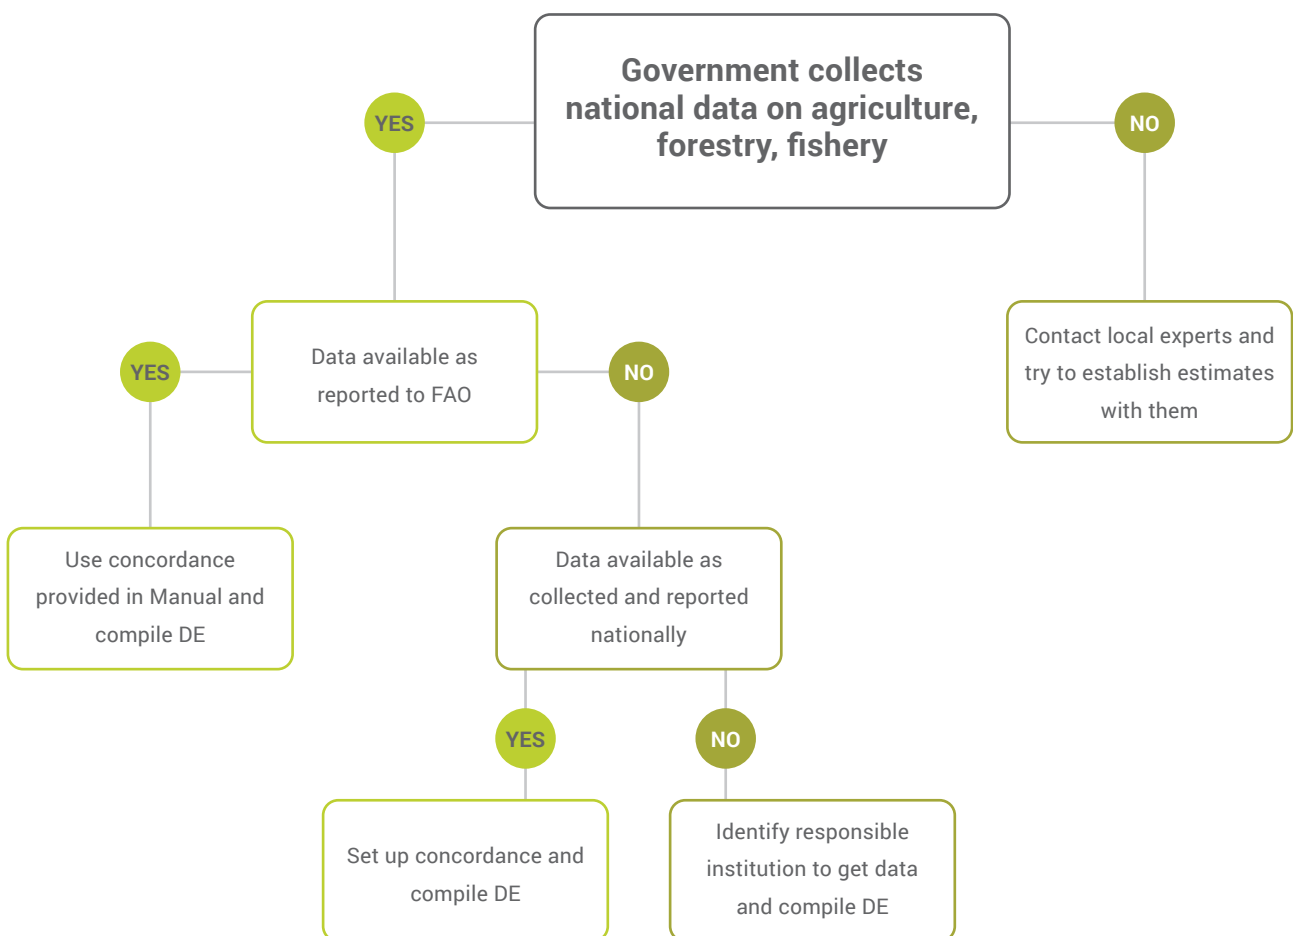 Government collects
national data on agriculture,
forestry, fishery
YES
NO
Data available as
reported to FAO
Contact local experts and
try to establish estimates
with them
YES
NO
Use concordance
provided in Manual and
compile DE
Data available as
collected and reported
nationally
YES
NO
Set up concordance and
compile DE
Identify responsible
institution to get data
and compile DE